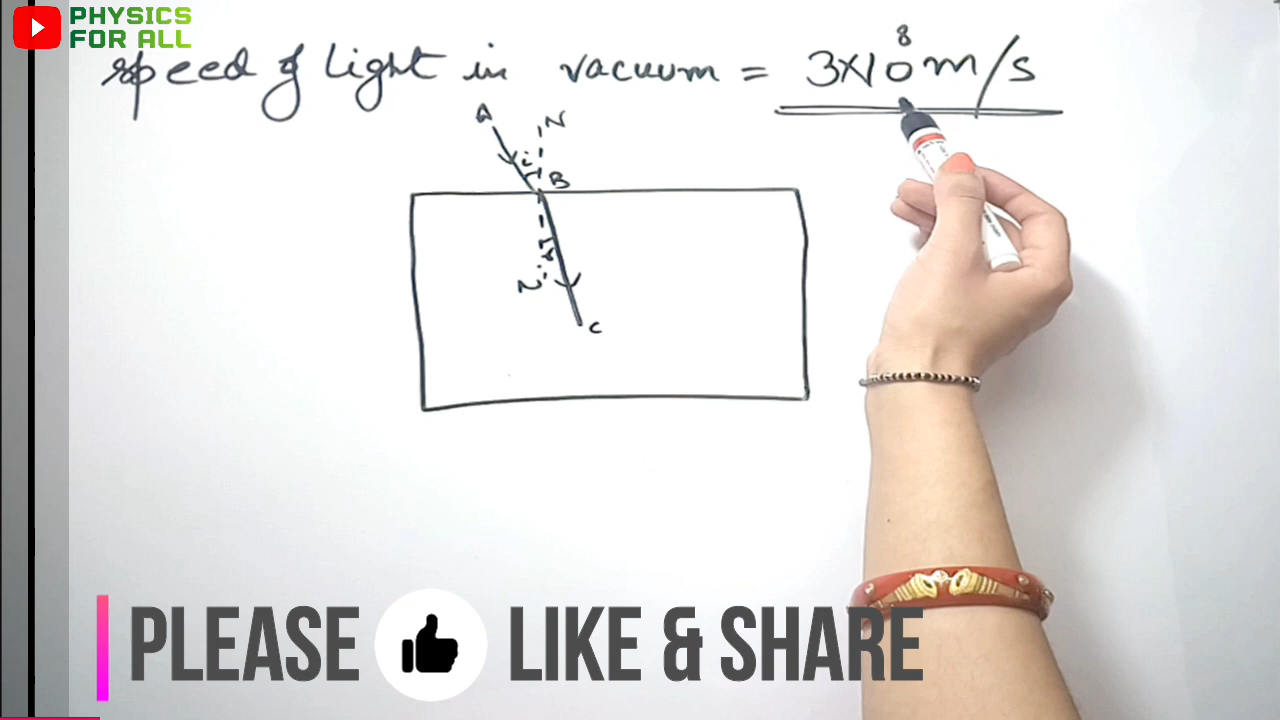 PHYSICS
FOR ALL
speed of light in vacuum = 3×10⁸ m/s
A
N
i
B
r
N'
C
PLEASE LIKE & SHARE